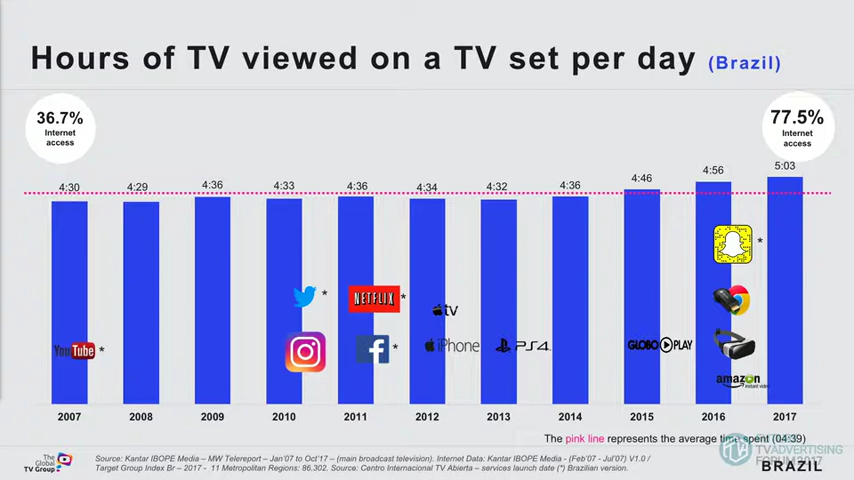 Hours of TV viewed on a TV set per day (Brazil)
36.7%
Internet
access
77.5%
Internet
access
4:30
4:29
4:36
4:33
4:36
4:34
4:32
4:36
4:46
4:56
5:03
*
*
NETFLIX *
tv
YouTube *
*
iPhone
PS4
GLOBO PLAY
amazon
instant video
2007 2008 2009 2010 2011 2012 2013 2014 2015 2016 2017
The pink line represents the average time spent (04:39)
The
Global
TV Group
Source: Kantar IBOPE Media – MW Telereport – Jan'07 to Oct'17 – (main broadcast television). Internet Data: Kantar IBOPE Media - (Feb'07 - Jul'07) V1.0 /
Target Group Index Br – 2017 - 11 Metropolitan Regions: 86.302. Source: Centro Internacional TV Aberta – services launch date (*) Brazilian version.
TV ADVERTISING
FORUM 2017
BRAZIL